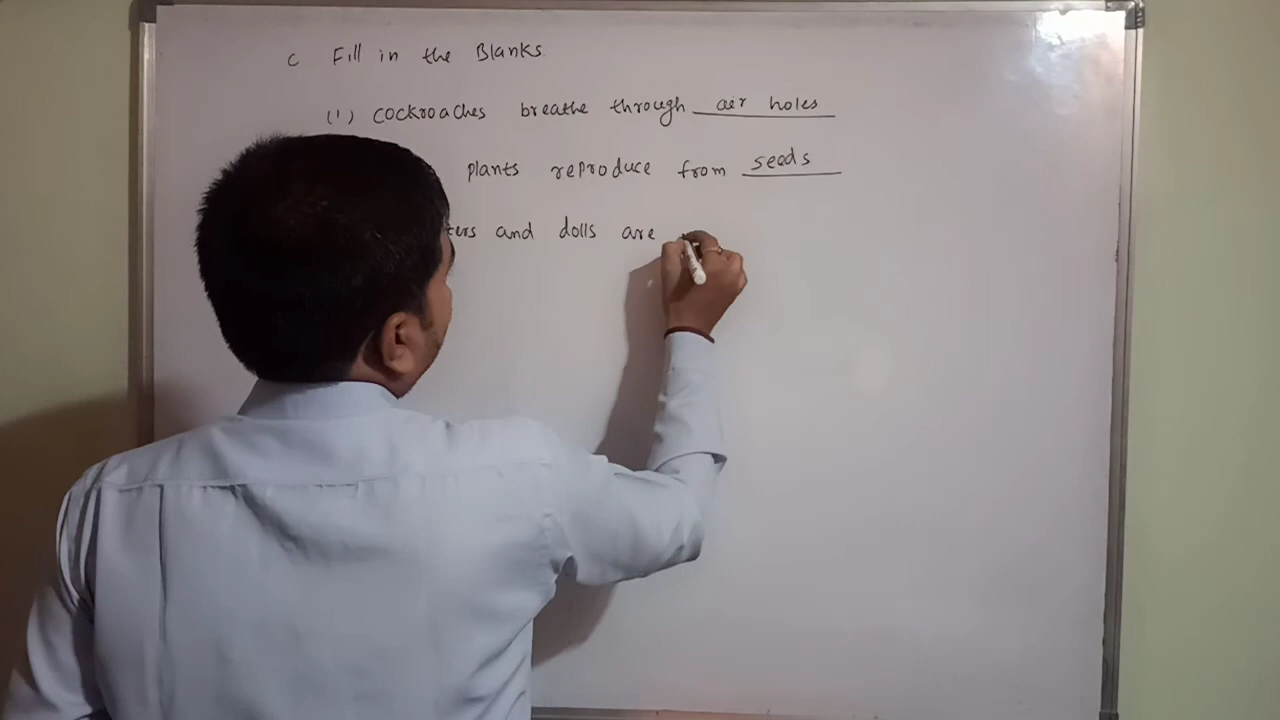 C Fill in the Blanks
(1) Cockroaches breathe through air holes
plants reproduce from seeds
ters and dolls are